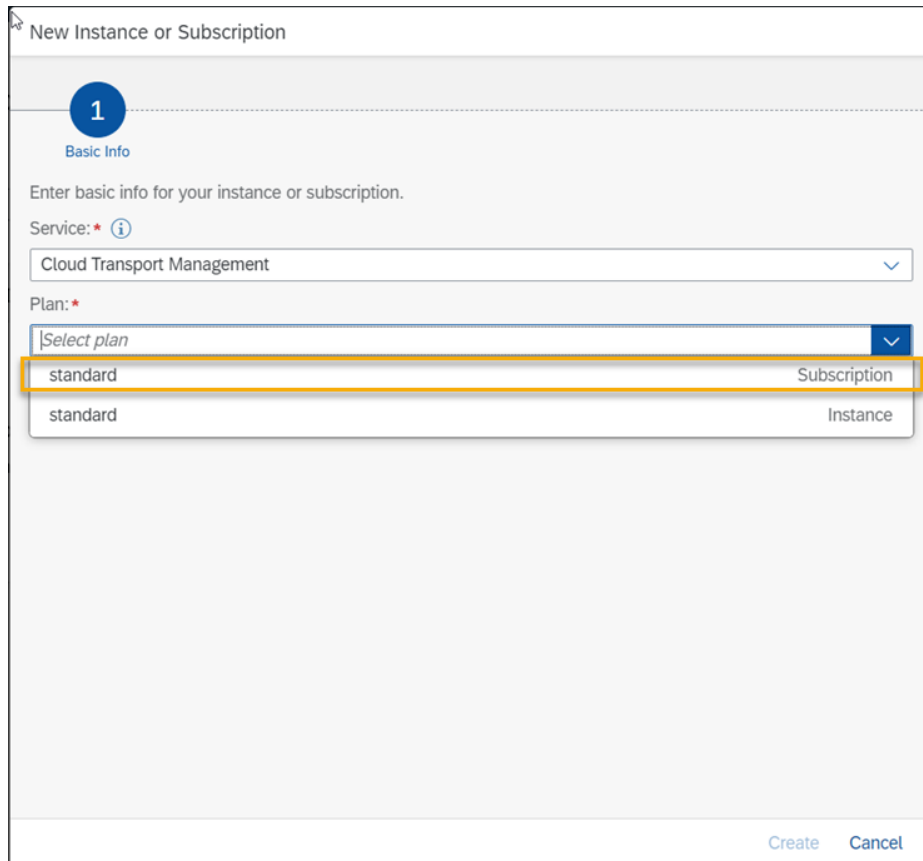 New Instance or Subscription
1
Basic Info
Enter basic info for your instance or subscription.
Service:*
Cloud Transport Management
Plan:*
Select plan
standard Subscription
standard Instance
Create Cancel